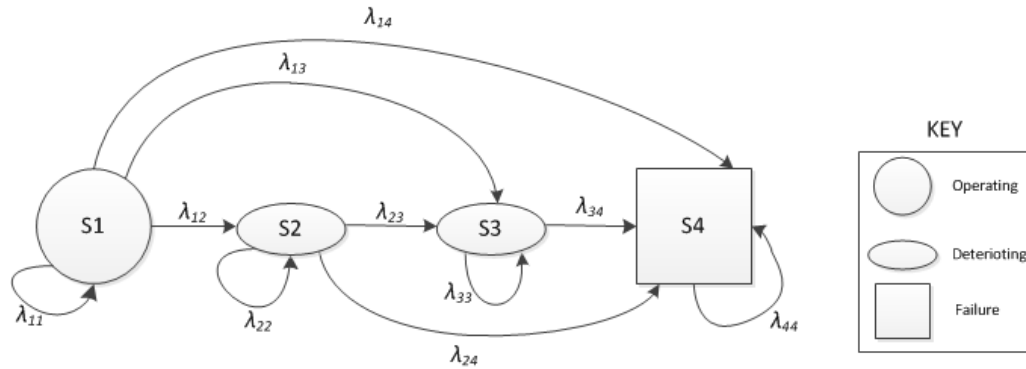 λ14
λ13
KEY
Operating
S1
λ12
S2
λ23
S3
λ34
S4
Deterioting
λ11
λ22
λ33
λ44
Failure
λ24